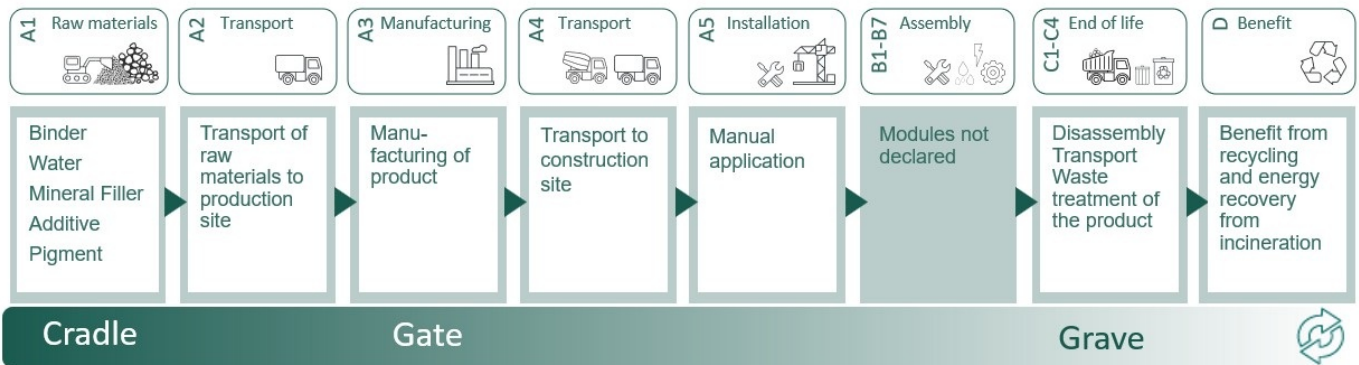 A1 Raw materials
A2 Transport
A3 Manufacturing
A4 Transport
A5 Installation
B1-B7 Assembly
C1-C4 End of life
D Benefit
Binder
Water
Mineral Filler
Additive
Pigment
Transport of
raw
materials to
production
site
Manu-
facturing of
product
Transport to
construction
site
Manual
application
Modules not
declared
Disassembly
Transport
Waste
treatment of
the product
Benefit from
recycling
and energy
recovery
from
incineration
Cradle
Gate
Grave